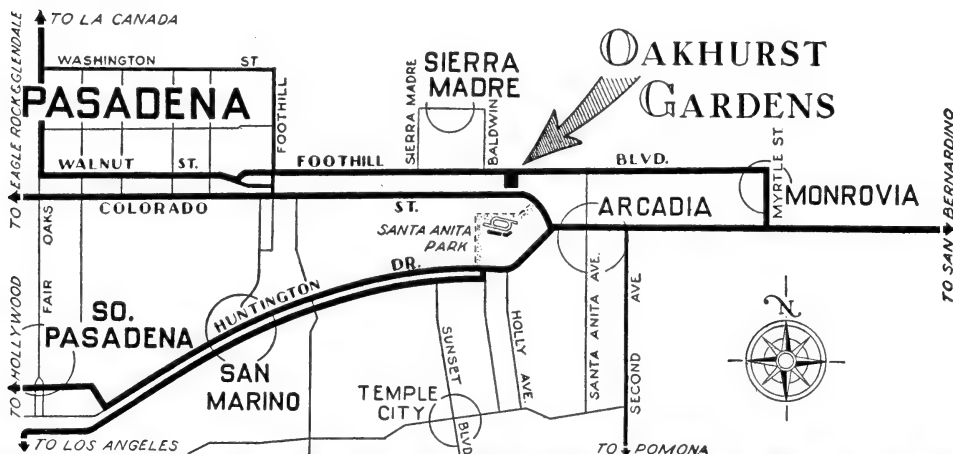 TO LA CANADA
WASHINGTON ST
PASADENA
TO EAGLE ROCK & GLENDALE
FOOTHILL
SIERRA MADRE
SIERRA
MADRE
BALDWIN
OAKHURST
GARDENS
WALNUT ST.
FOOTHILL BLVD.
MYRTLE ST
MONROVIA
TO SAN BERNARDINO
COLORADO ST.
ARCADIA
SANTA ANITA
PARK
FAIR OAKS
HUNTINGTON DR.
SO.
PASADENA
TO HOLLYWOOD
SAN
MARINO
SUNSET BLVD
HOLLY AVE.
SANTA ANITA AVE.
SECOND AVE.
N
TEMPLE
CITY
TO LOS ANGELES
TO POMONA